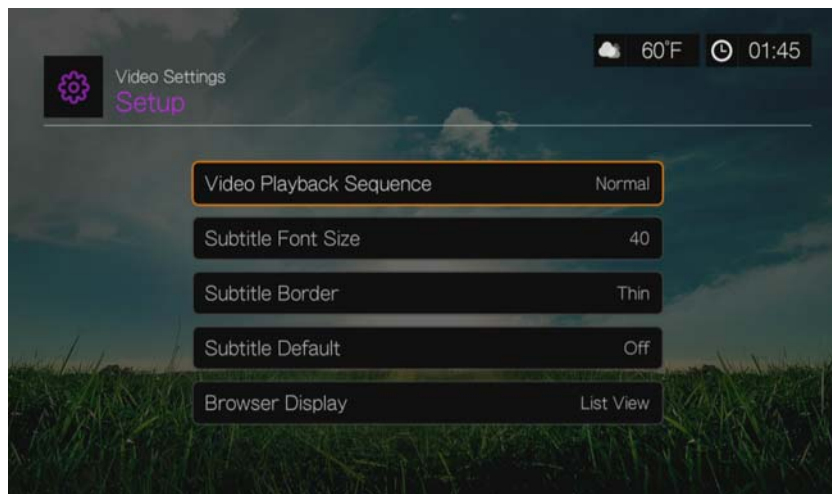 60°F 01:45
Video Settings
Setup
Video Playback Sequence Normal
Subtitle Font Size 40
Subtitle Border Thin
Subtitle Default Off
Browser Display List View